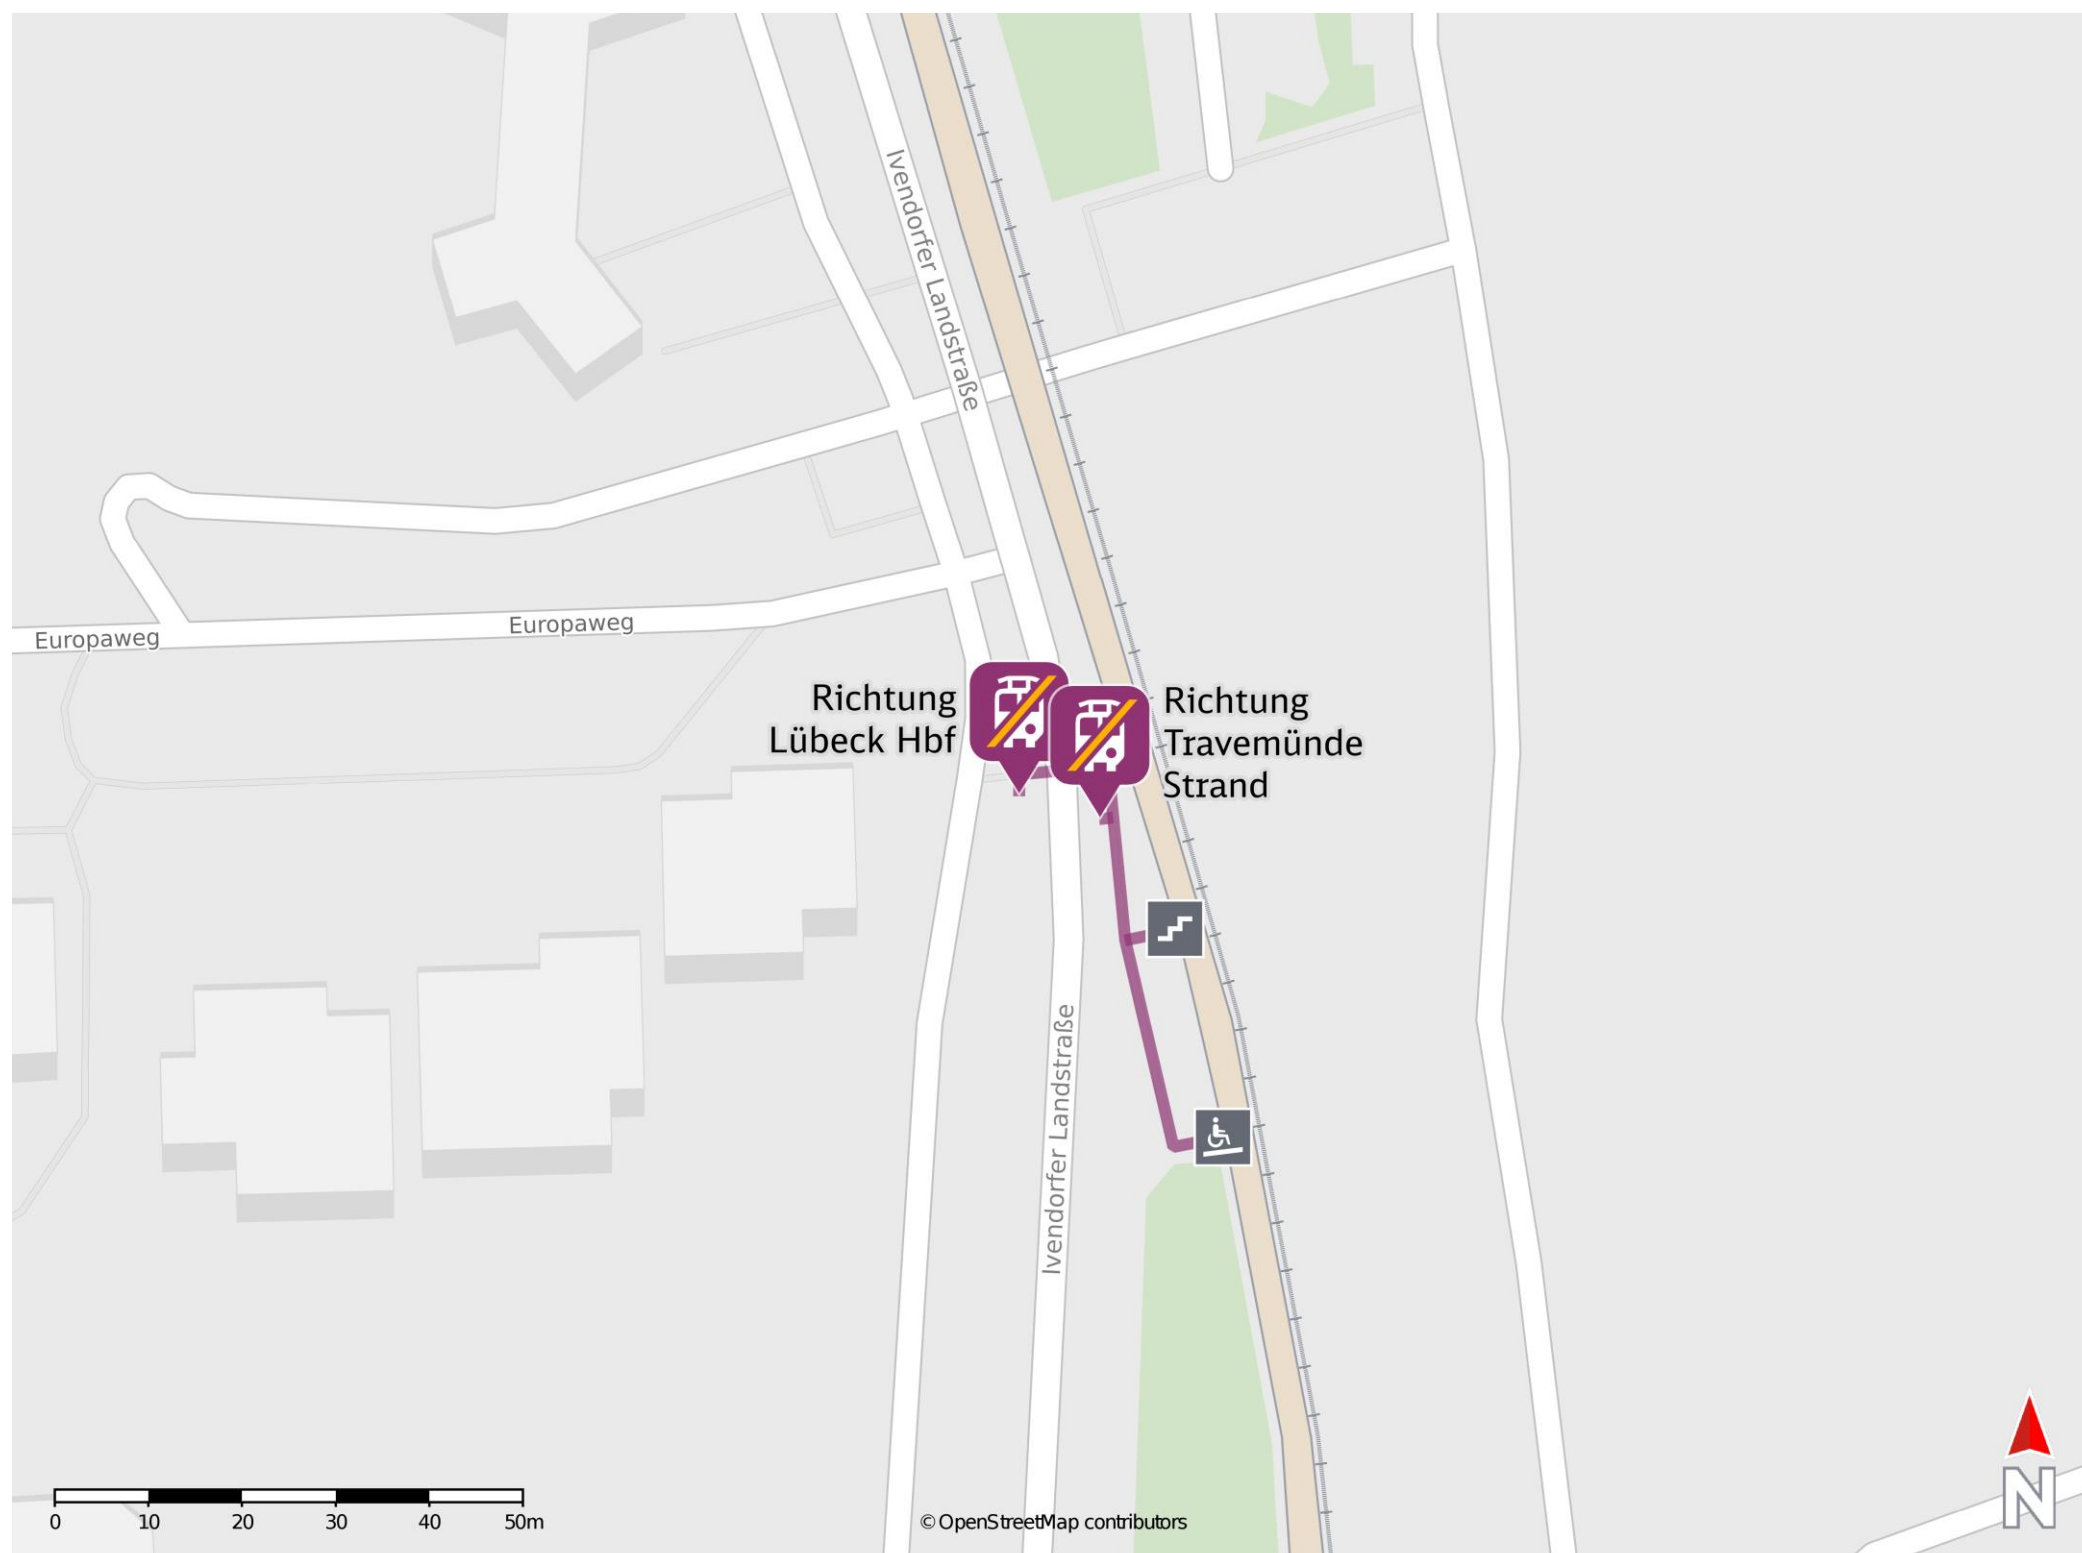 Ivendorfer Landstraße
Europaweg
Europaweg
Richtung
Lübeck Hbf
Richtung
Travemünde
Strand
Ivendorfer Landstraße
0 10 20 30 40 50m
© OpenStreetMap contributors
N